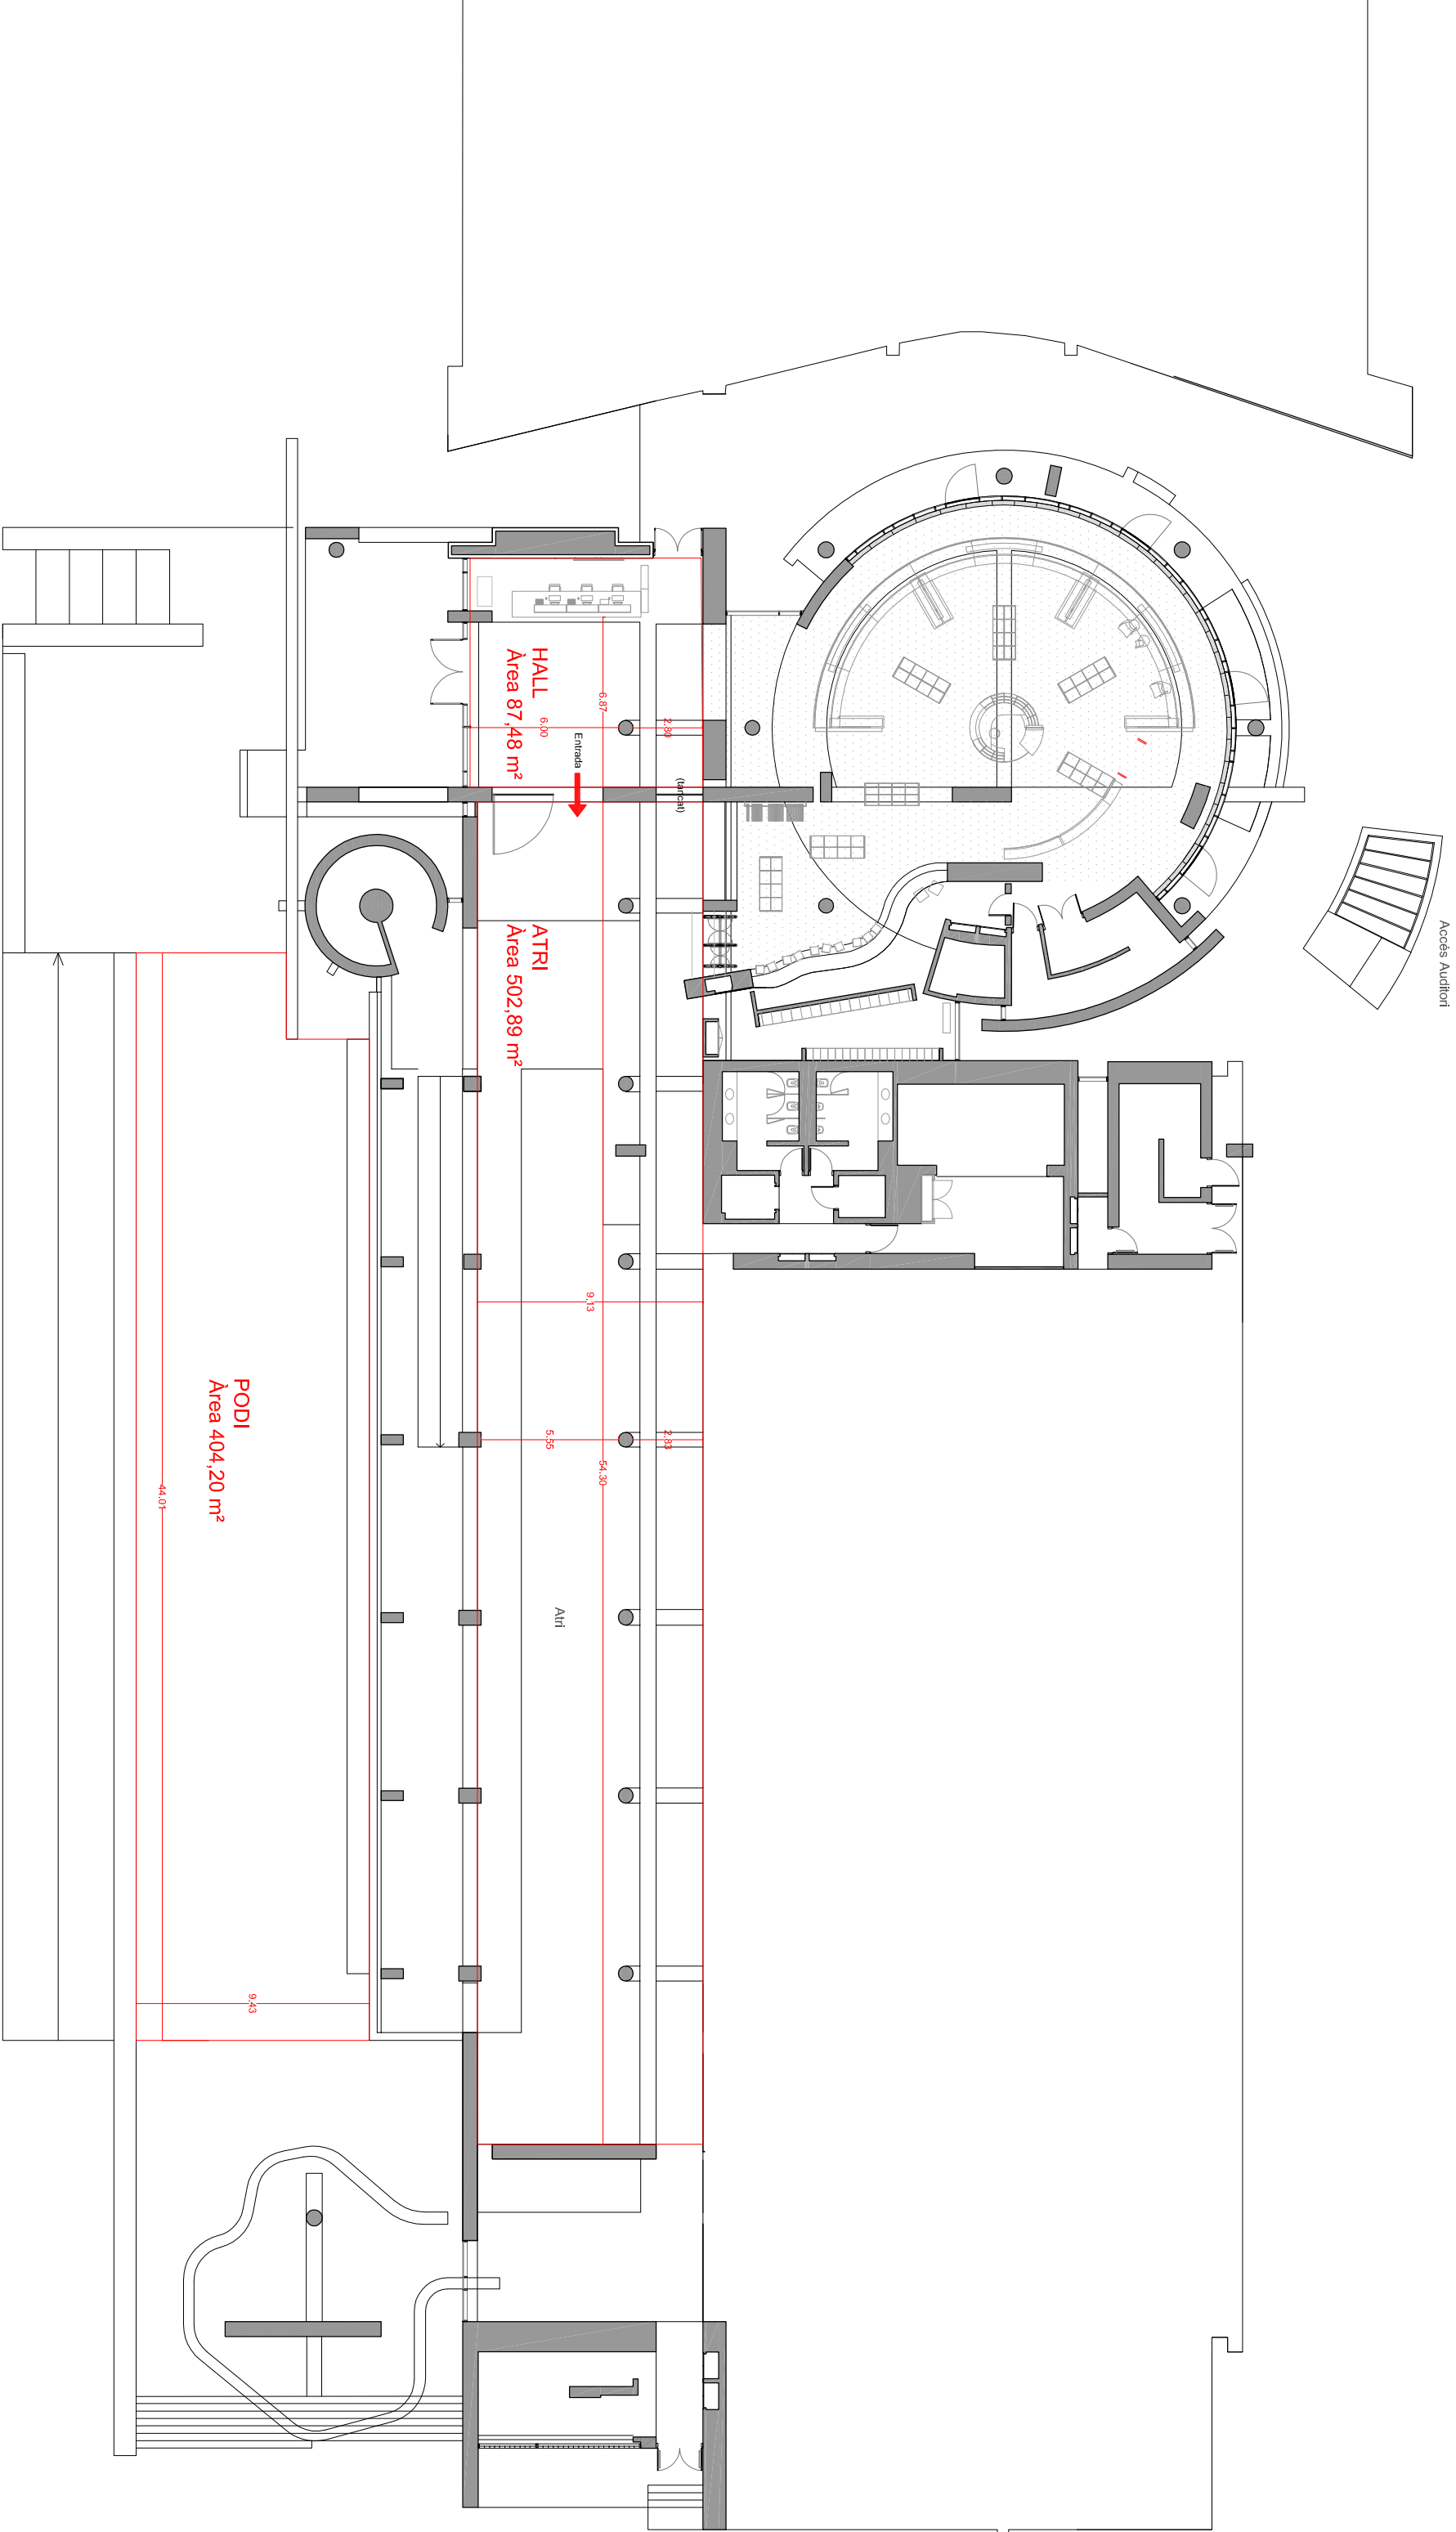 Accés Auditori
HALL
Àrea 87,48 m²
6.87
6.00
2.80
Entrada
(tancat)
ATRI
Àrea 502,89 m²
9.13
5.55
2.83
54.30
Atri
PODI
Àrea 404,20 m²
44.01
9.43